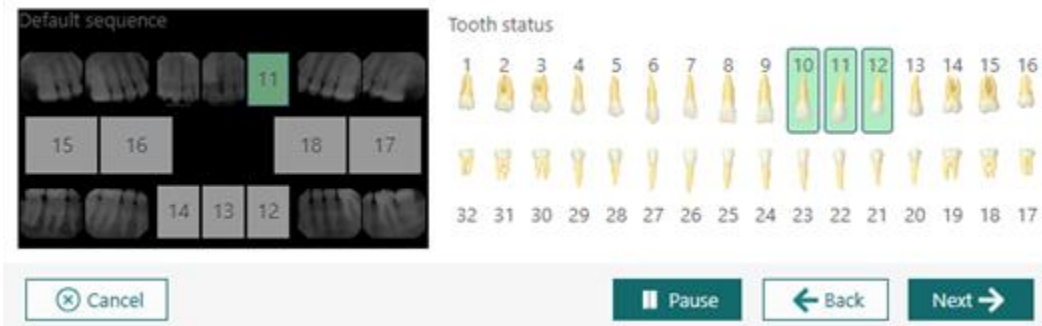 Default sequence
11
15 16 18 17
14 13 12
Tooth status
1 2 3 4 5 6 7 8 9 10 11 12 13 14 15 16
32 31 30 29 28 27 26 25 24 23 22 21 20 19 18 17
Cancel Pause Back Next